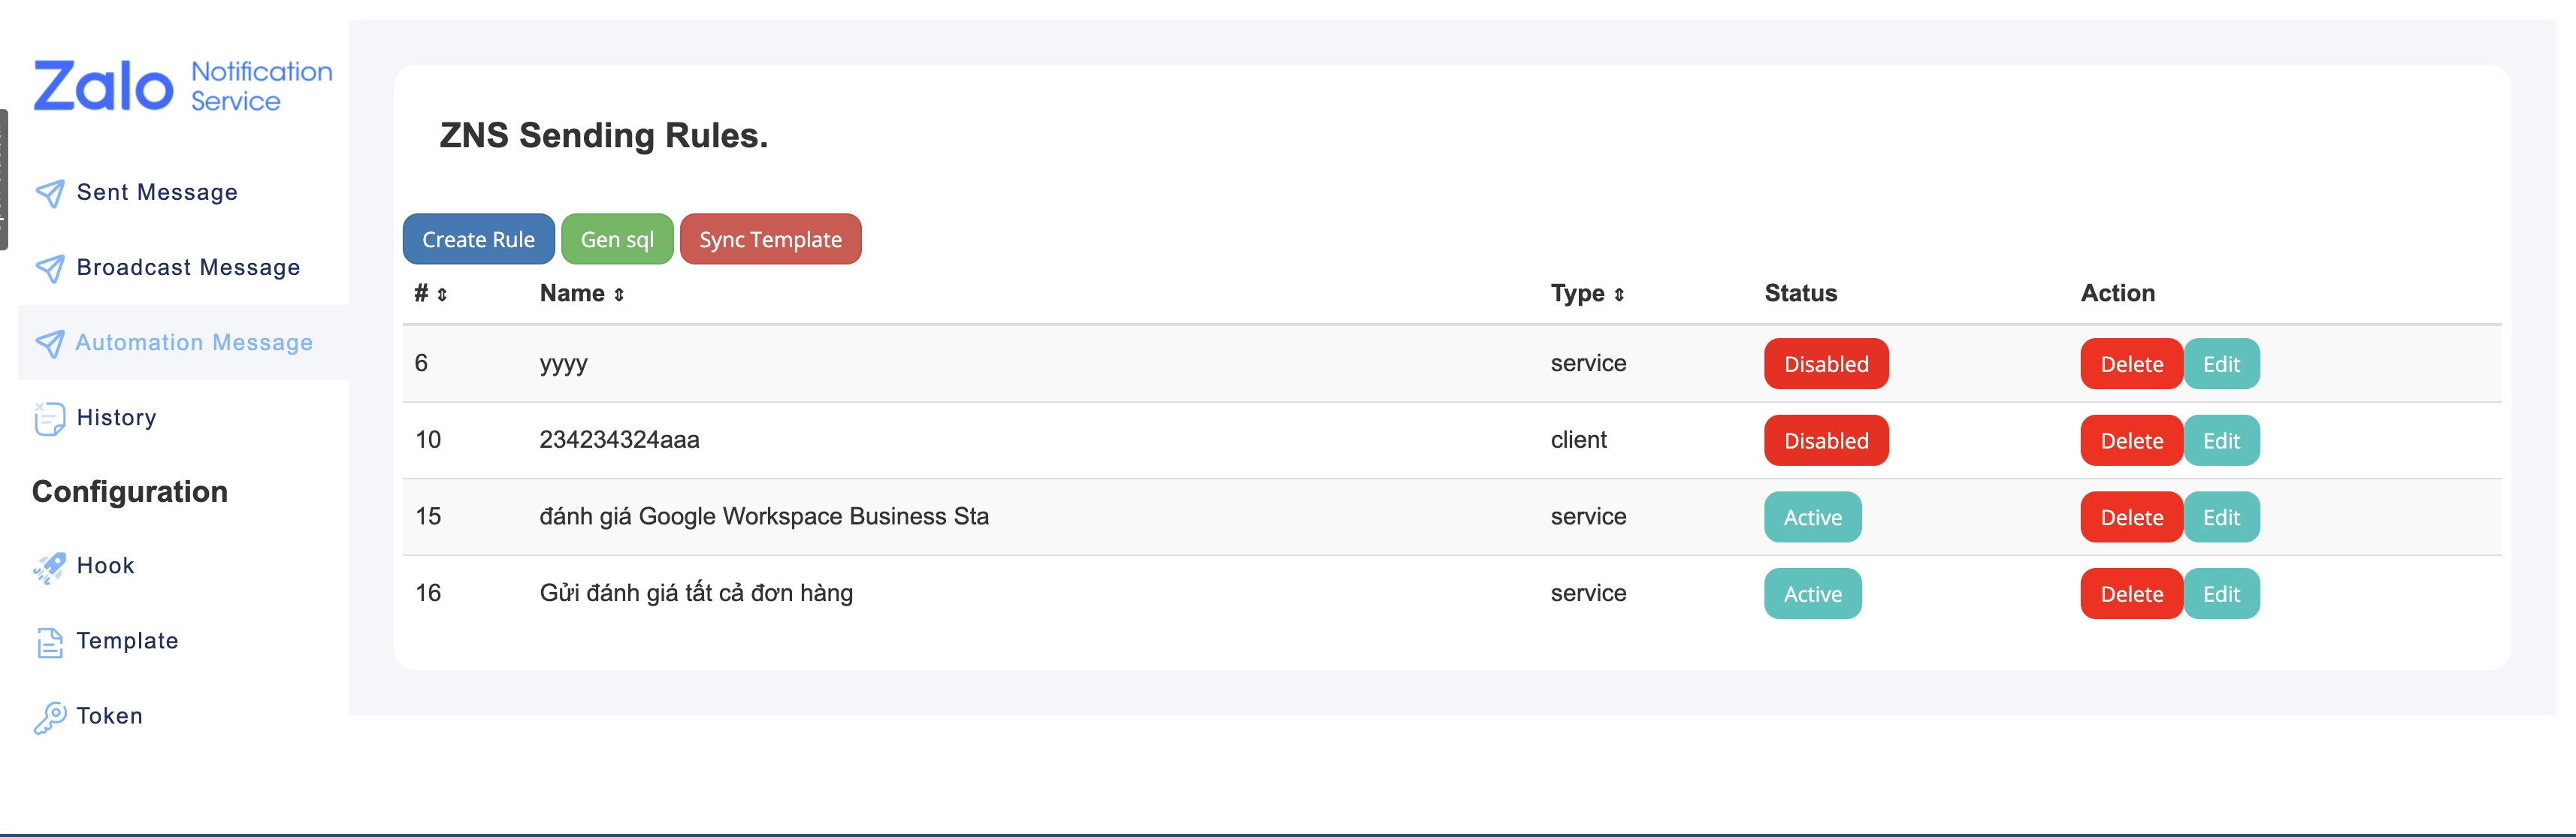 Zalo Notification Service
Sent Message
Broadcast Message
Automation Message
History
Configuration
Hook
Template
Token
ZNS Sending Rules.
Create Rule Gen sql Sync Template
# Name Type Status Action
6 yyyy service Disabled Delete Edit
10 234234324aaa client Disabled Delete Edit
15 đánh giá Google Workspace Business Sta service Active Delete Edit
16 Gửi đánh giá tất cả đơn hàng service Active Delete Edit